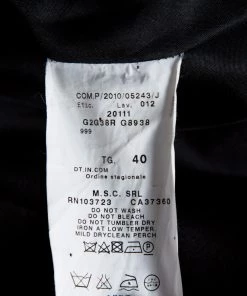 COM.P/2010/05243/J
Etic. Lav. 012
20111
G2G38R G8938
999
TG. 40
DT.IN.COM
Ordine stagionale
M.S.C. SRL
RN103723 CA37360
DO NOT WASH
DO NOT BLEACH
DO NOT TUMBLER DRY
IRON AT LOW TEMPER.
MILD DRYCLEAN PERCH